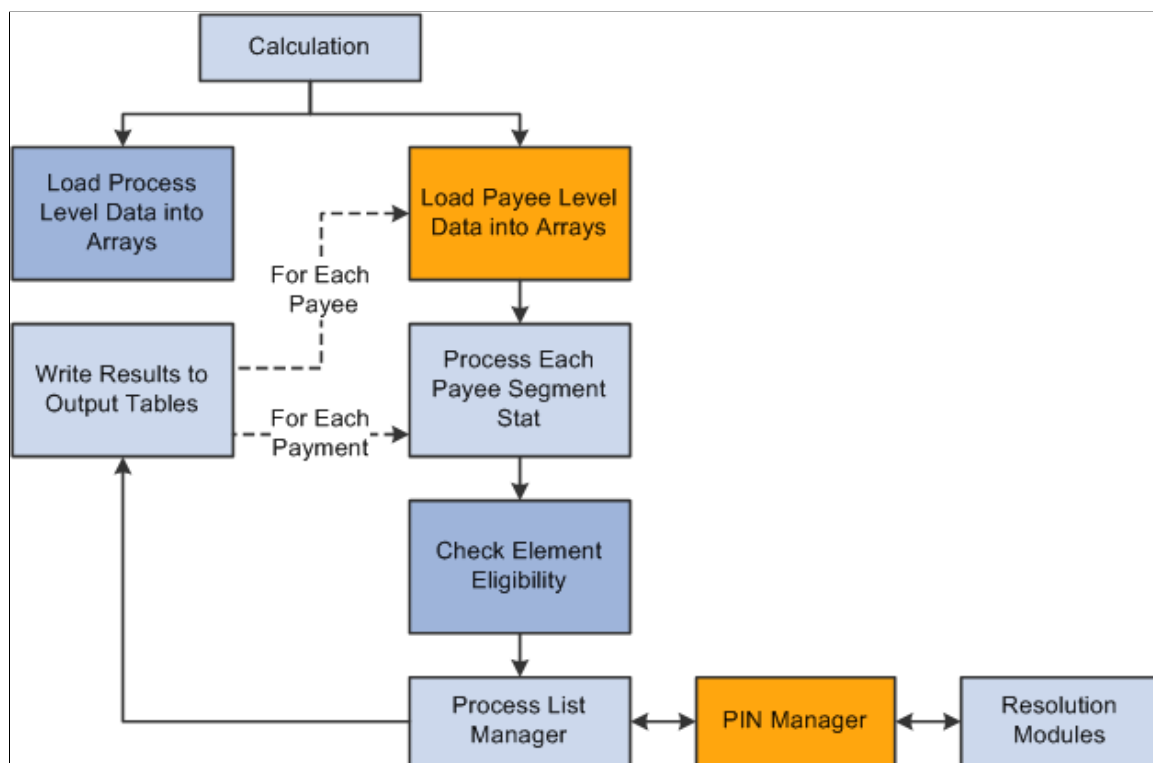 Calculation
Load Process
Level Data into
Arrays
Load Payee Level
Data into Arrays
For Each
Payee
Write Results to
Output Tables
Process Each
Payee Segment
Stat
For Each
Payment
Check Element
Eligibility
Process List
Manager
PIN Manager
Resolution
Modules